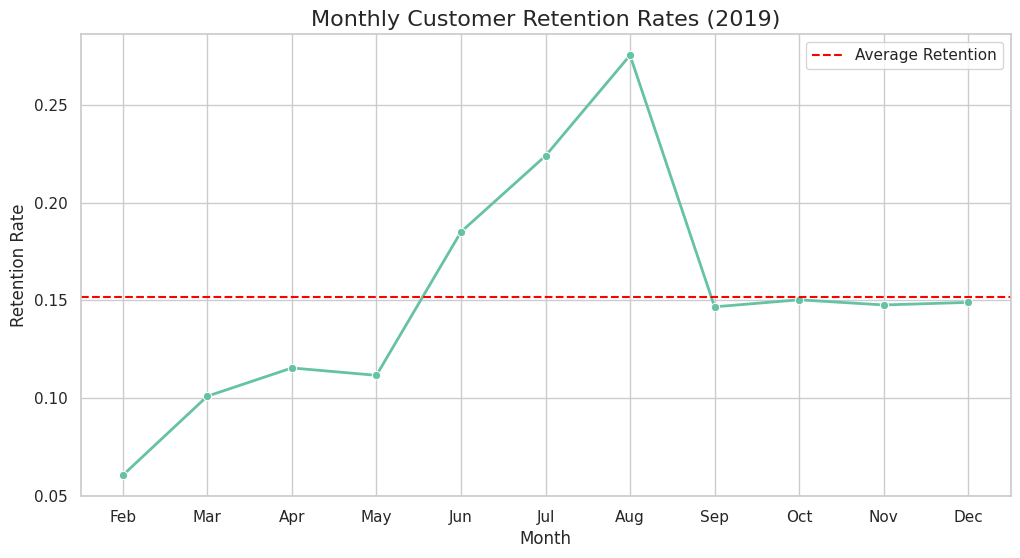 Monthly Customer Retention Rates (2019)
Average Retention
Retention Rate
0.25
0.20
0.15
0.10
0.05
Feb Mar Apr May Jun Jul Aug Sep Oct Nov Dec
Month